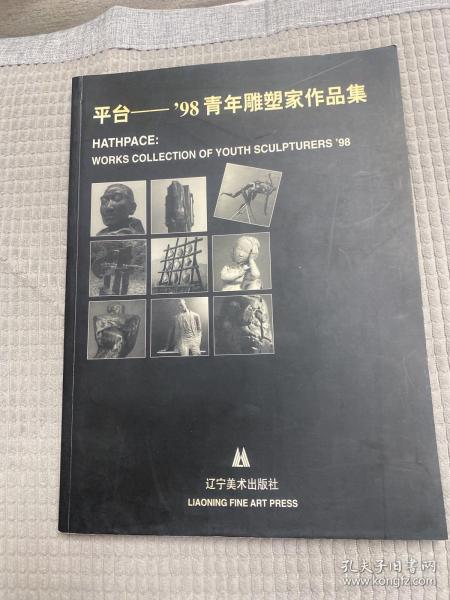 平台——'98青年雕塑家作品集
HATHPACE:
WORKS COLLECTION OF YOUTH SCULPTURERS '98
辽宁美术出版社
LIAONING FINE ART PRESS
孔夫子旧书网
www.kongfz.com